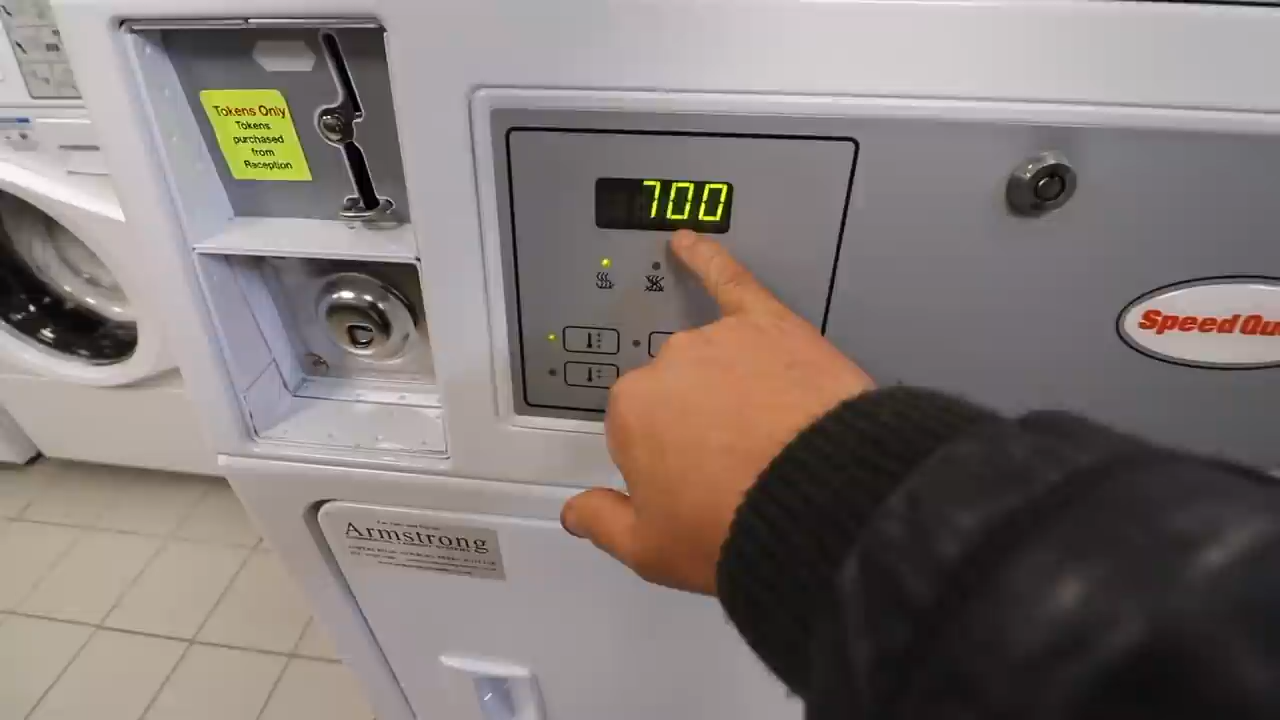 Tokens Only
Tokens
purchased
from
Reception
700
Speed Qu
Armstrong